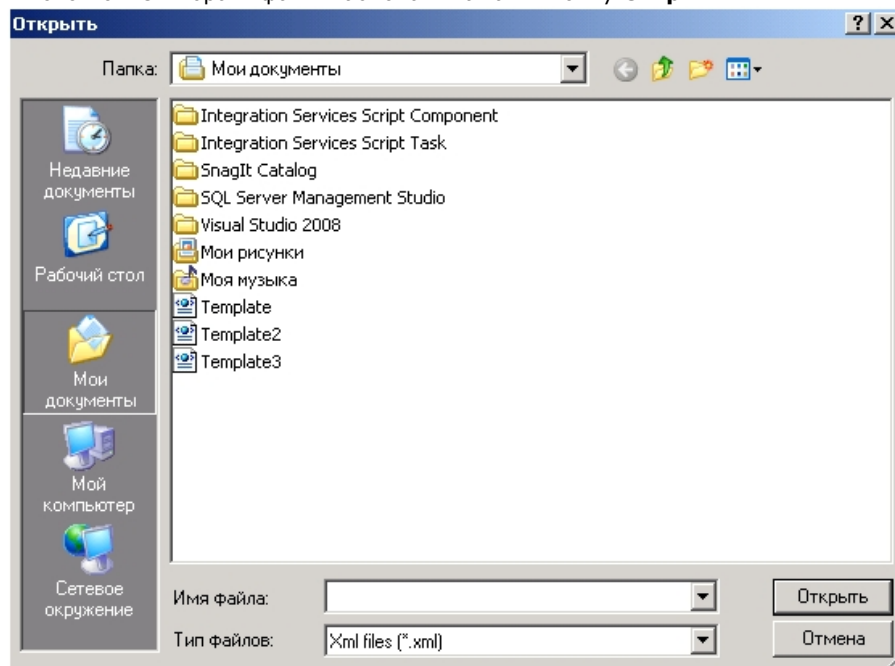 Открыть
Папка:
Мои документы
Integration Services Script Component
Integration Services Script Task
SnagIt Catalog
SQL Server Management Studio
Visual Studio 2008
Мои рисунки
Моя музыка
Template
Template2
Template3
Недавние
документы
Рабочий стол
Мои
документы
Мой
компьютер
Сетевое
окружение
Имя файла:
Открыть
Тип файлов:
Xml files (*.xml)
Отмена